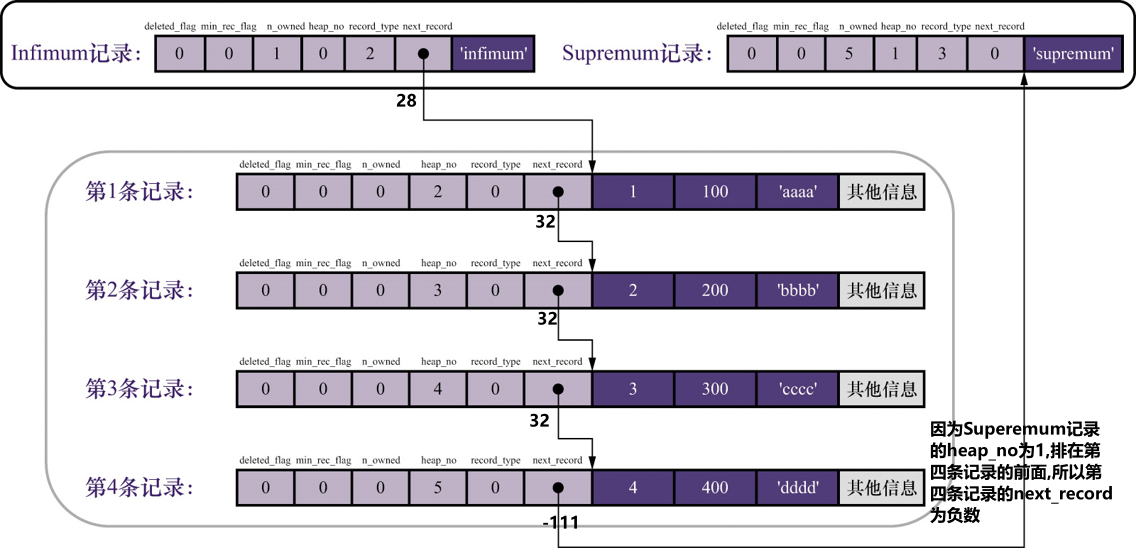 deleted_flag min_rec_flag n_owned heap_no record_type next_record
Infimum记录: 0 0 1 0 2 'infimum'
deleted_flag min_rec_flag n_owned heap_no record_type next_record
Supremum记录: 0 0 5 1 3 0 'supremum'
28
deleted_flag min_rec_flag n_owned heap_no record_type next_record
第1条记录: 0 0 0 2 0 1 100 'aaaa' 其他信息
32
deleted_flag min_rec_flag n_owned heap_no record_type next_record
第2条记录: 0 0 0 3 0 2 200 'bbbb' 其他信息
32
deleted_flag min_rec_flag n_owned heap_no record_type next_record
第3条记录: 0 0 0 4 0 3 300 'cccc' 其他信息
32
deleted_flag min_rec_flag n_owned heap_no record_type next_record
第4条记录: 0 0 0 5 0 4 400 'dddd' 其他信息
-111
因为Superemum记录
的heap_no为1,排在第
四条记录的前面,所以第
四条记录的next_record
为负数